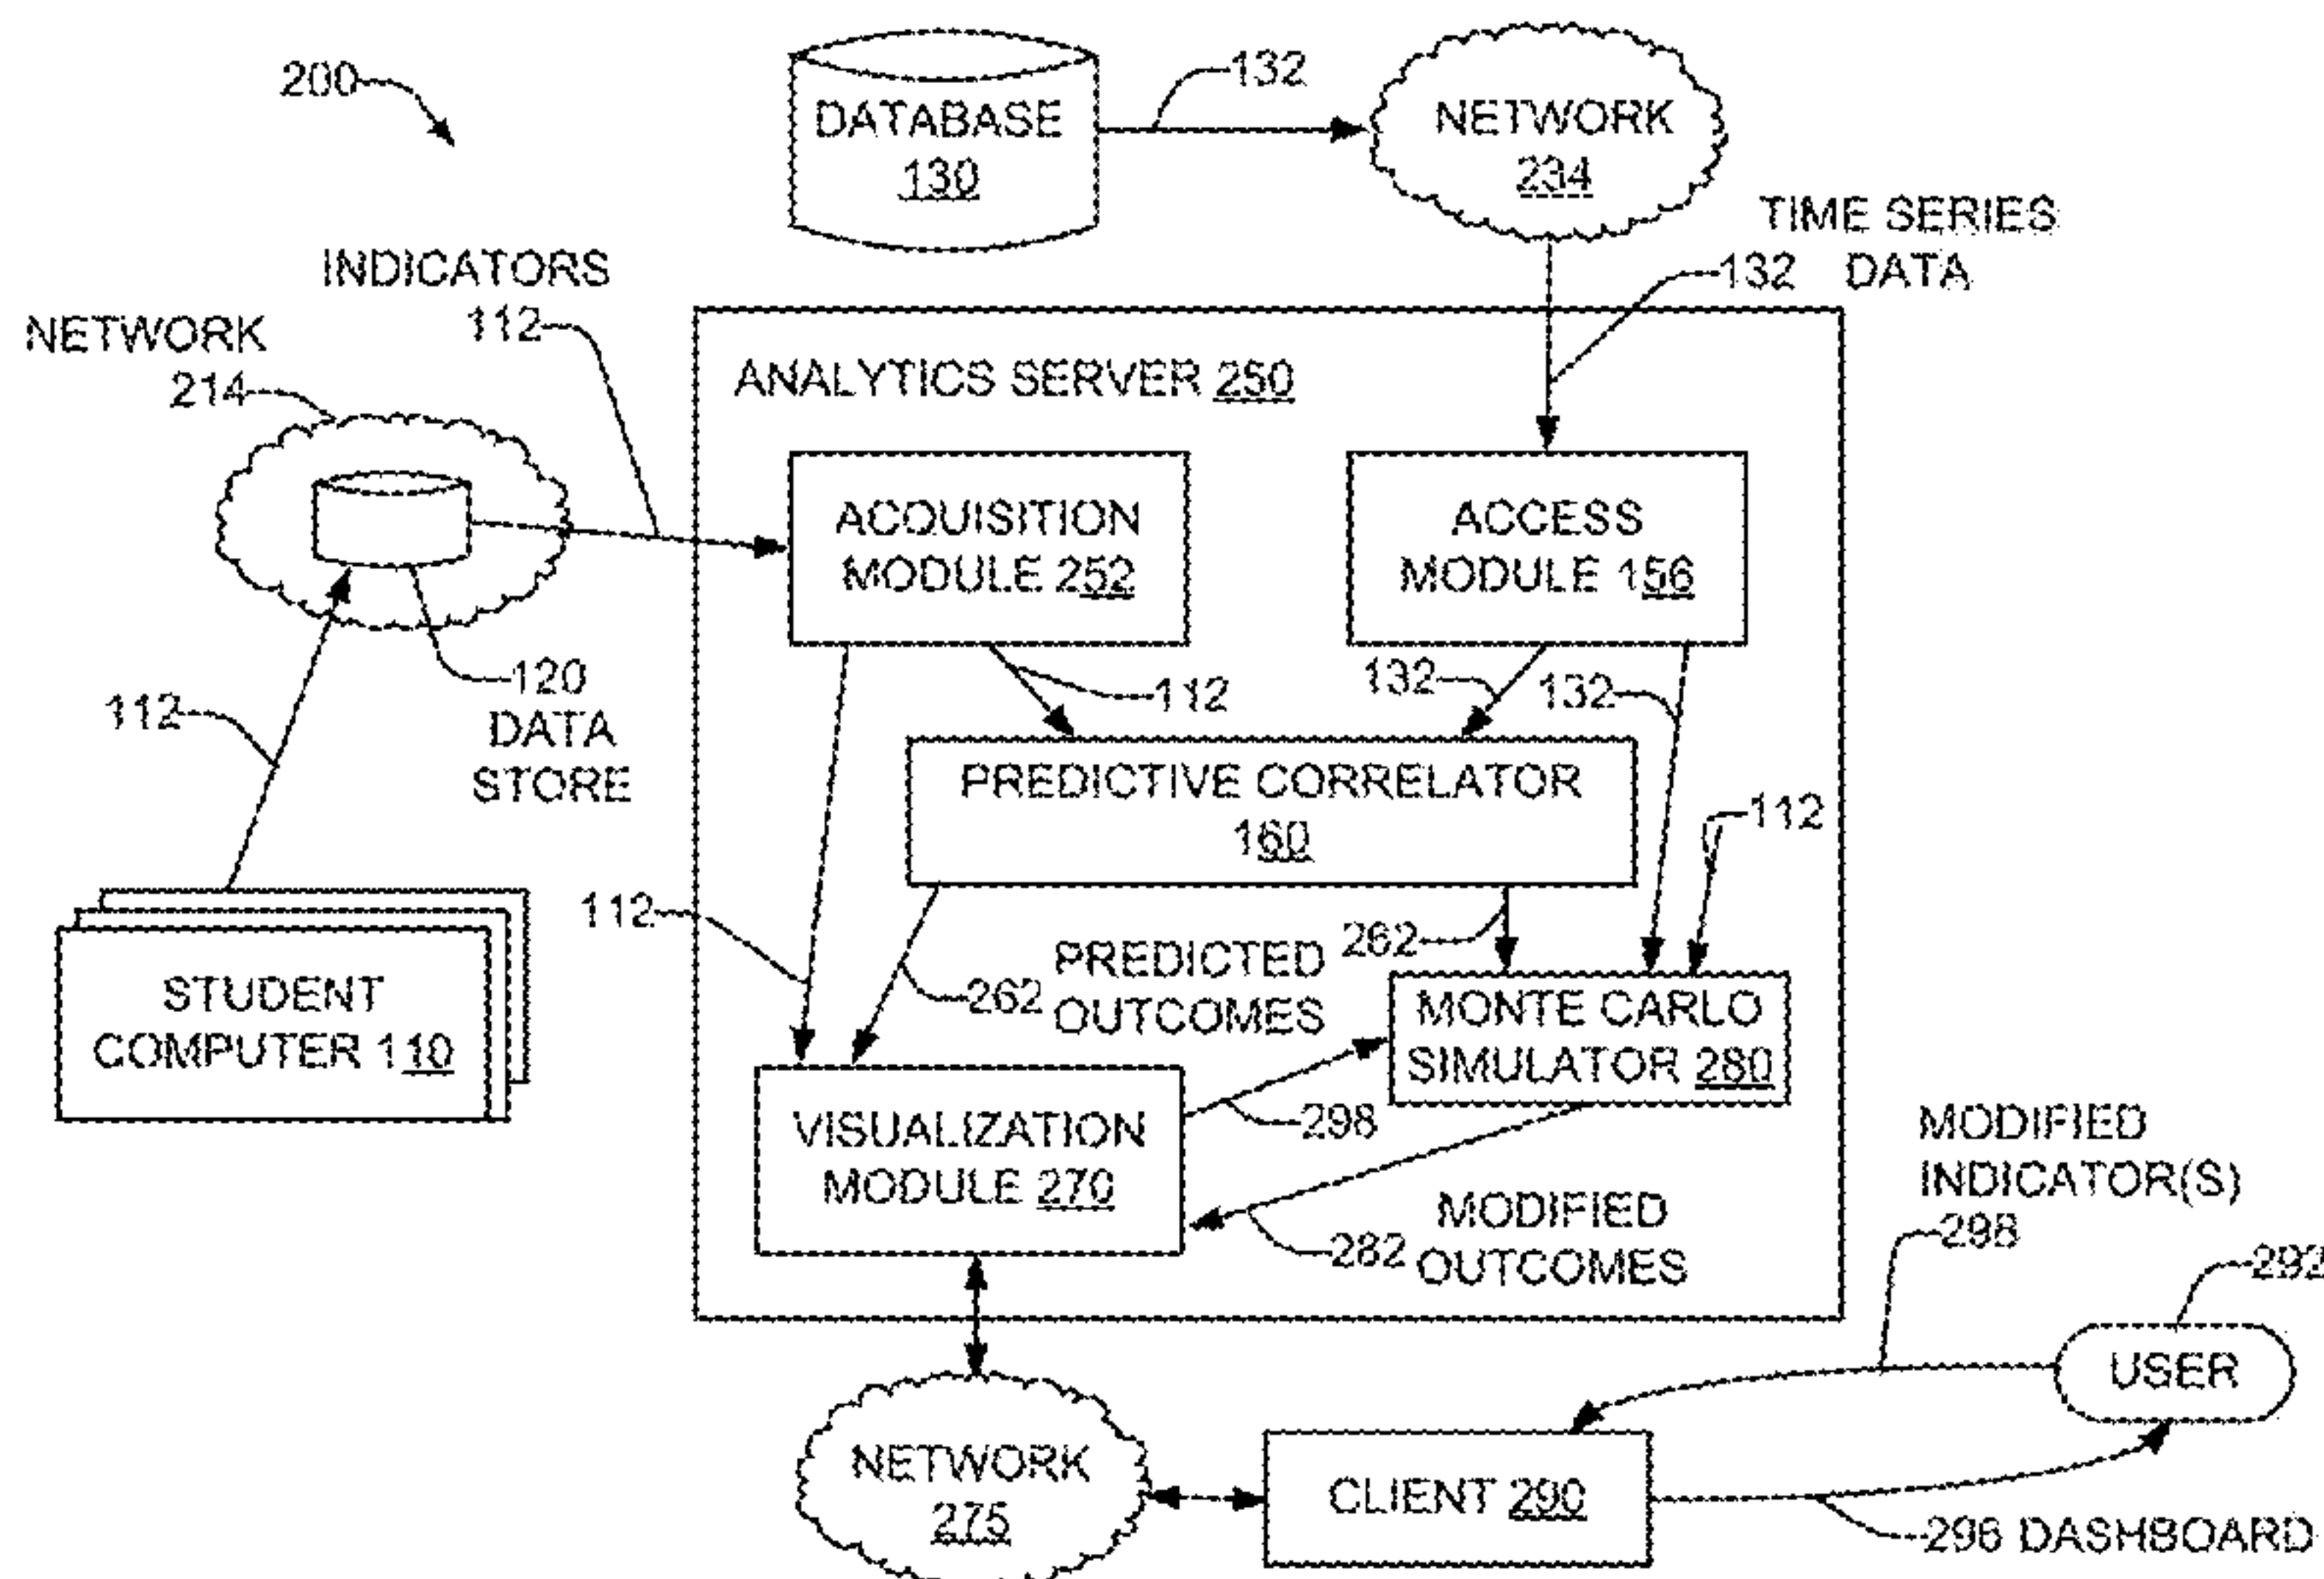 200
DATABASE
130
132
NETWORK
234
TIME SERIES
132 DATA
INDICATORS
112
NETWORK
214
ANALYTICS SERVER 250
ACQUISITION
MODULE 252
ACCESS
MODULE 156
120
DATA
STORE
112
112
132
132
PREDICTIVE CORRELATOR
160
112
112
STUDENT
COMPUTER 110
262
PREDICTED
OUTCOMES
262
MONTE CARLO
SIMULATOR 280
VISUALIZATION
MODULE 270
298
282
MODIFIED
OUTCOMES
MODIFIED
INDICATOR(S)
298
292
USER
NETWORK
275
CLIENT 290
296 DASHBOARD